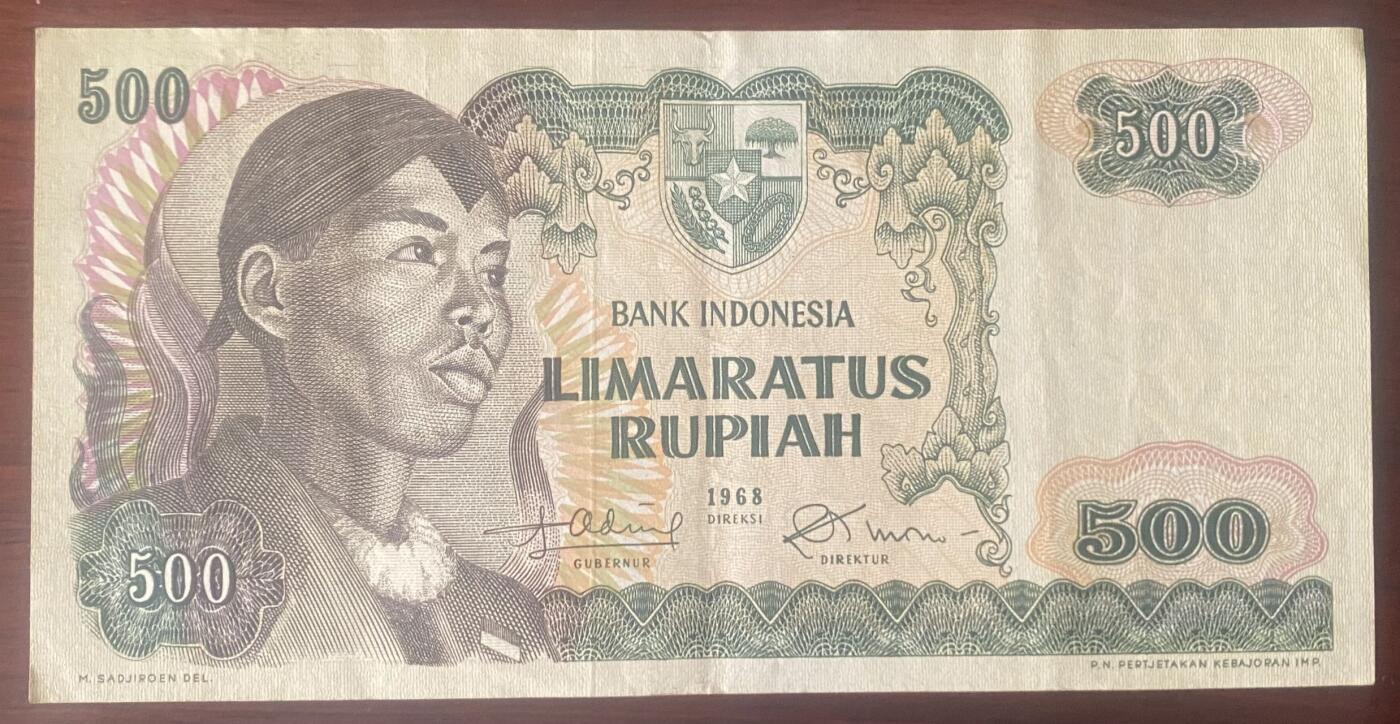 500
500
BANK INDONESIA
LIMARATUS
RUPIAH
1968
DIREKSI
GUBERNUR
DIREKTUR
500
500
M. SADJIROEN DEL.
P.N. PERTJETAKAN KEBAJORAN IMP.